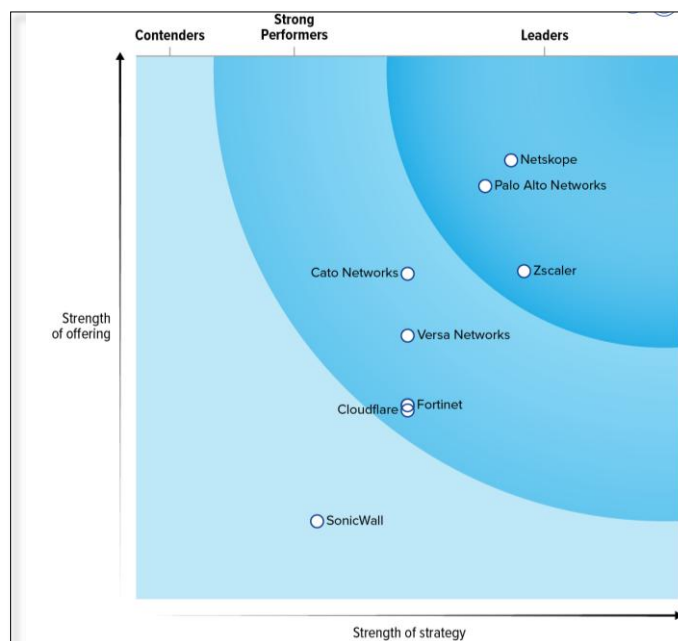 Contenders
Strong
Performers
Leaders
Netskope
Palo Alto Networks
Cato Networks
Zscaler
Strength
of offering
Versa Networks
Fortinet
Cloudflare
SonicWall
Strength of strategy